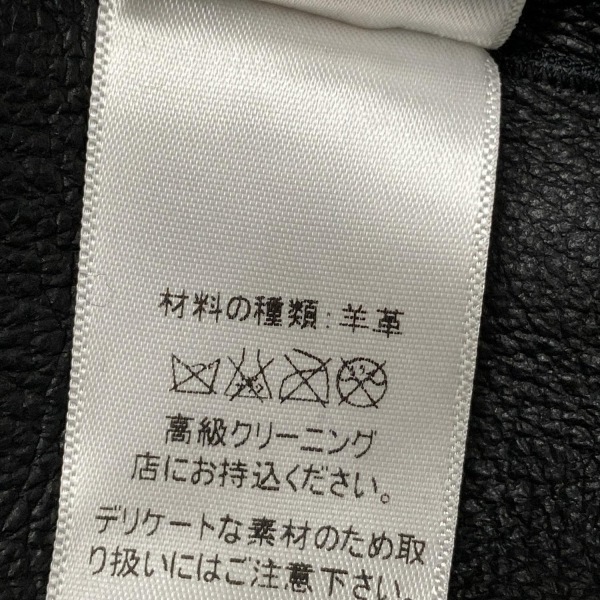 材料の種類：羊革
高級クリーニング
店にお持込ください。
デリケートな素材のため取
り扱いにはご注意下さい。